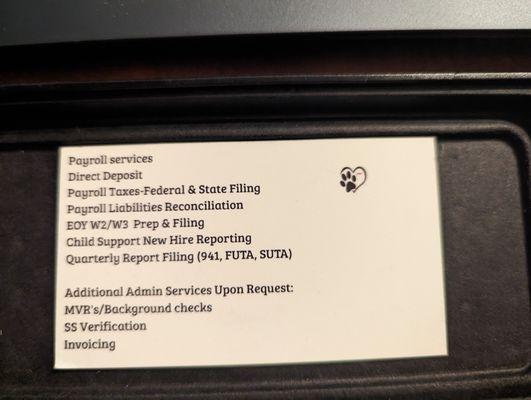 Payroll services
Direct Deposit
Payroll Taxes-Federal & State Filing
Payroll Liabilities Reconciliation
EOY W2/W3 Prep & Filing
Child Support New Hire Reporting
Quarterly Report Filing (941, FUTA, SUTA)
Additional Admin Services Upon Request:
MVR's/Background checks
SS Verification
Invoicing